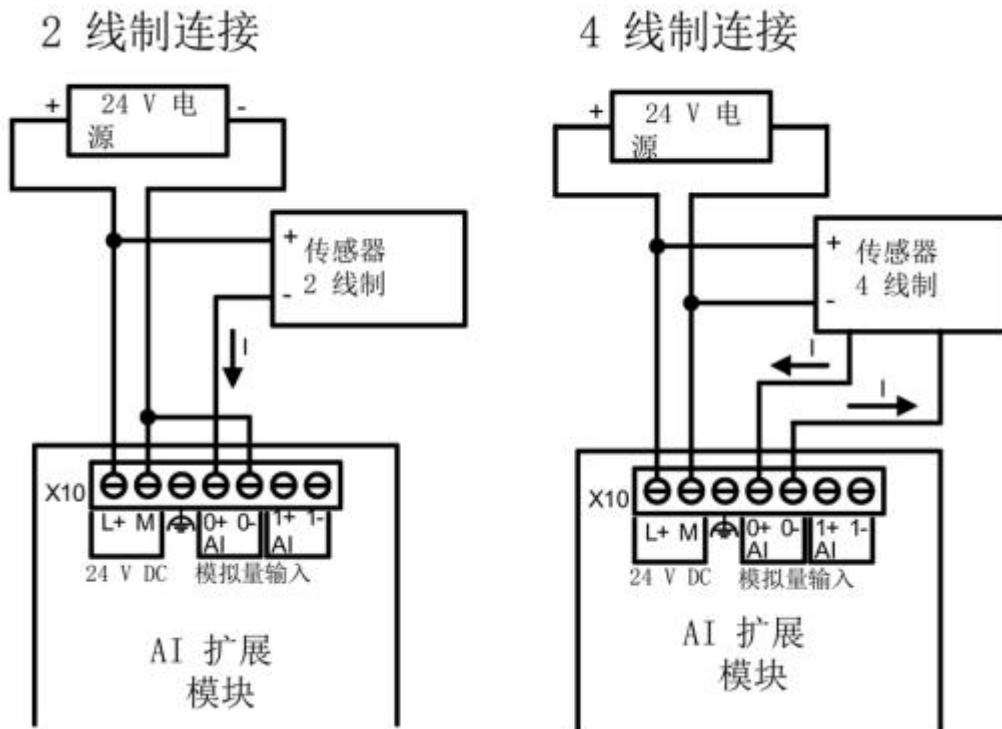 2 线制连接
+ 24 V 电 -
源
+
传感器
2 线制
-
I
X10
L+ M 0+ 0- 1+ 1-
AI AI
24 V DC 模拟量输入
AI 扩展
模块
4 线制连接
+ 24 V 电
源
+
传感器
4 线制
-
I
I
X10
L+ M 0+ 0- 1+ 1-
AI AI
24 V DC 模拟量输入
AI 扩展
模块